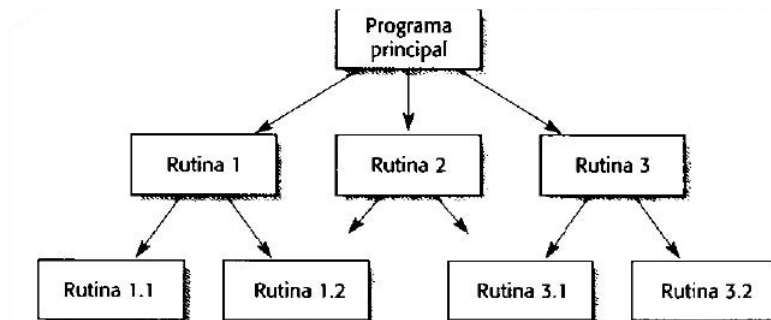 Programa
principal
Rutina 1
Rutina 2
Rutina 3
Rutina 1.1
Rutina 1.2
Rutina 3.1
Rutina 3.2